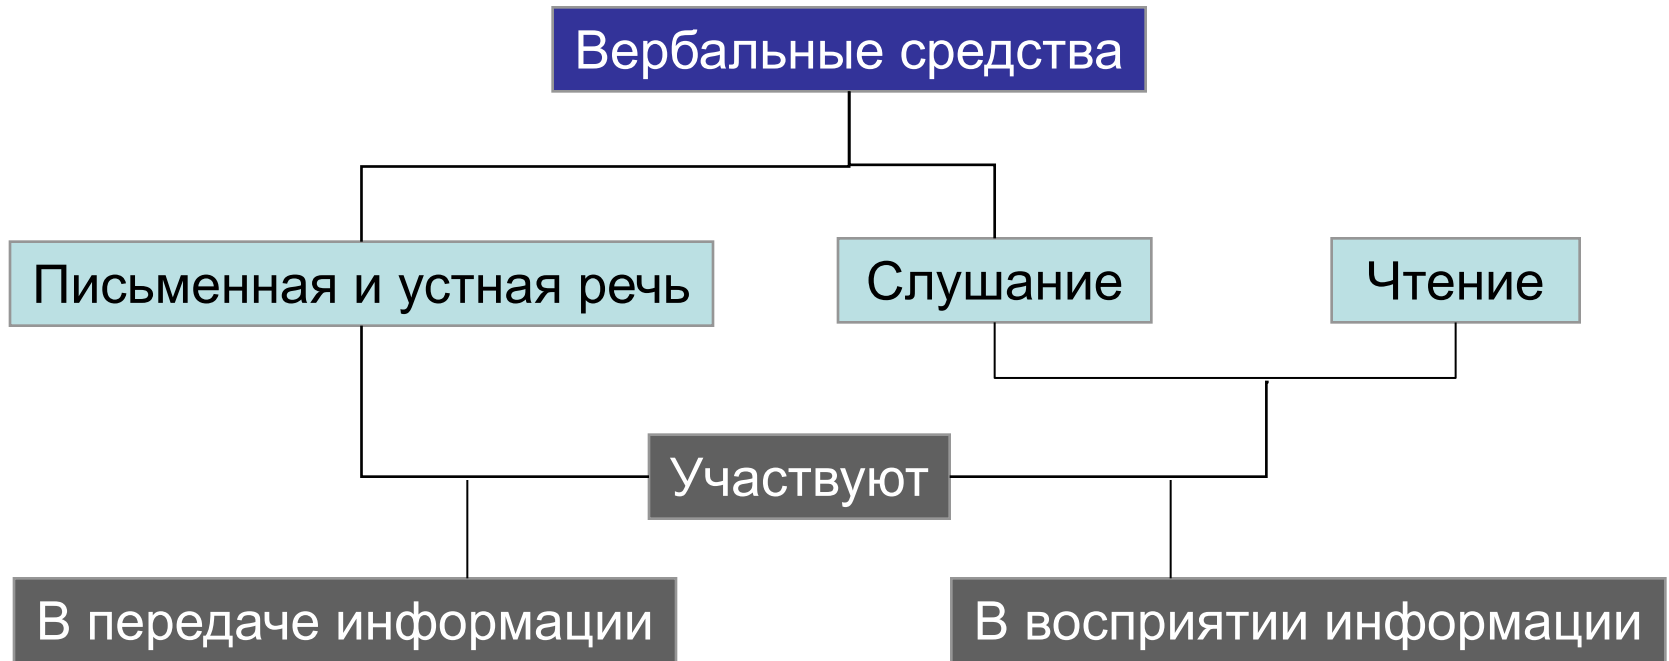 Вербальные средства
Письменная и устная речь
Слушание
Чтение
Участвуют
В передаче информации
В восприятии информации